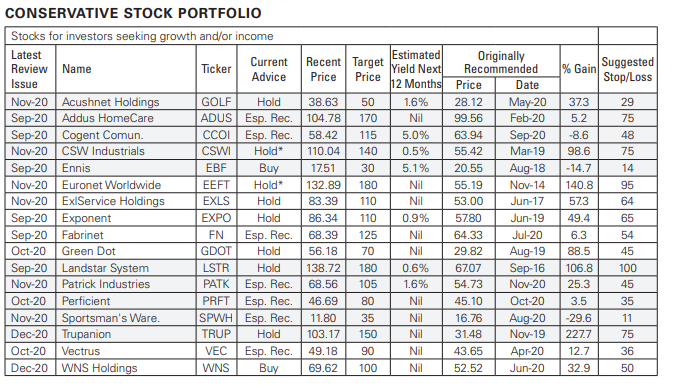 CONSERVATIVE STOCK PORTFOLIO
Stocks for investors seeking growth and/or income
Latest Review Issue Name Ticker Current Advice Recent Price Target Price Estimated Yield Next 12 Months Originally Recommended Price Date % Gain Suggested Stop/Loss
Nov-20 Acushnet Holdings GOLF Hold 38.63 50 1.6% 28.12 May-20 37.3 29
Sep-20 Addus HomeCare ADUS Esp. Rec. 104.78 170 Nil 99.56 Feb-20 5.2 75
Sep-20 Cogent Comun. CCOI Esp. Rec. 58.42 115 5.0% 63.94 Sep-20 -8.6 48
Nov-20 CSW Industrials CSWI Hold* 110.04 140 0.5% 55.42 Mar-19 98.6 75
Sep-20 Ennis EBF Buy 17.51 30 5.1% 20.55 Aug-18 -14.7 14
Nov-20 Euronet Worldwide EEFT Hold* 132.89 180 Nil 55.19 Nov-14 140.8 95
Nov-20 ExlService Holdings EXLS Hold 83.39 110 Nil 53.00 Jun-17 57.3 64
Sep-20 Exponent EXPO Hold 86.34 110 0.9% 57.80 Jun-19 49.4 65
Sep-20 Fabrinet FN Esp. Rec. 68.39 125 Nil 64.33 Jul-20 6.3 54
Oct-20 Green Dot GDOT Hold 56.18 70 Nil 29.82 Aug-19 88.5 45
Sep-20 Landstar System LSTR Hold 138.72 180 0.6% 67.07 Sep-16 106.8 100
Nov-20 Patrick Industries PATK Esp. Rec. 68.56 105 1.6% 54.73 Nov-20 25.3 45
Oct-20 Perficient PRFT Esp. Rec. 46.69 80 Nil 45.10 Oct-20 3.5 35
Nov-20 Sportsman's Ware. SPWH Esp. Rec. 11.80 35 Nil 16.76 Aug-20 -29.6 11
Dec-20 Trupanion TRUP Hold 103.17 150 Nil 31.48 Nov-19 227.7 75
Oct-20 Vectrus VEC Esp. Rec. 49.18 90 Nil 43.65 Apr-20 12.7 36
Dec-20 WNS Holdings WNS Buy 69.62 100 Nil 52.52 Jun-20 32.9 50